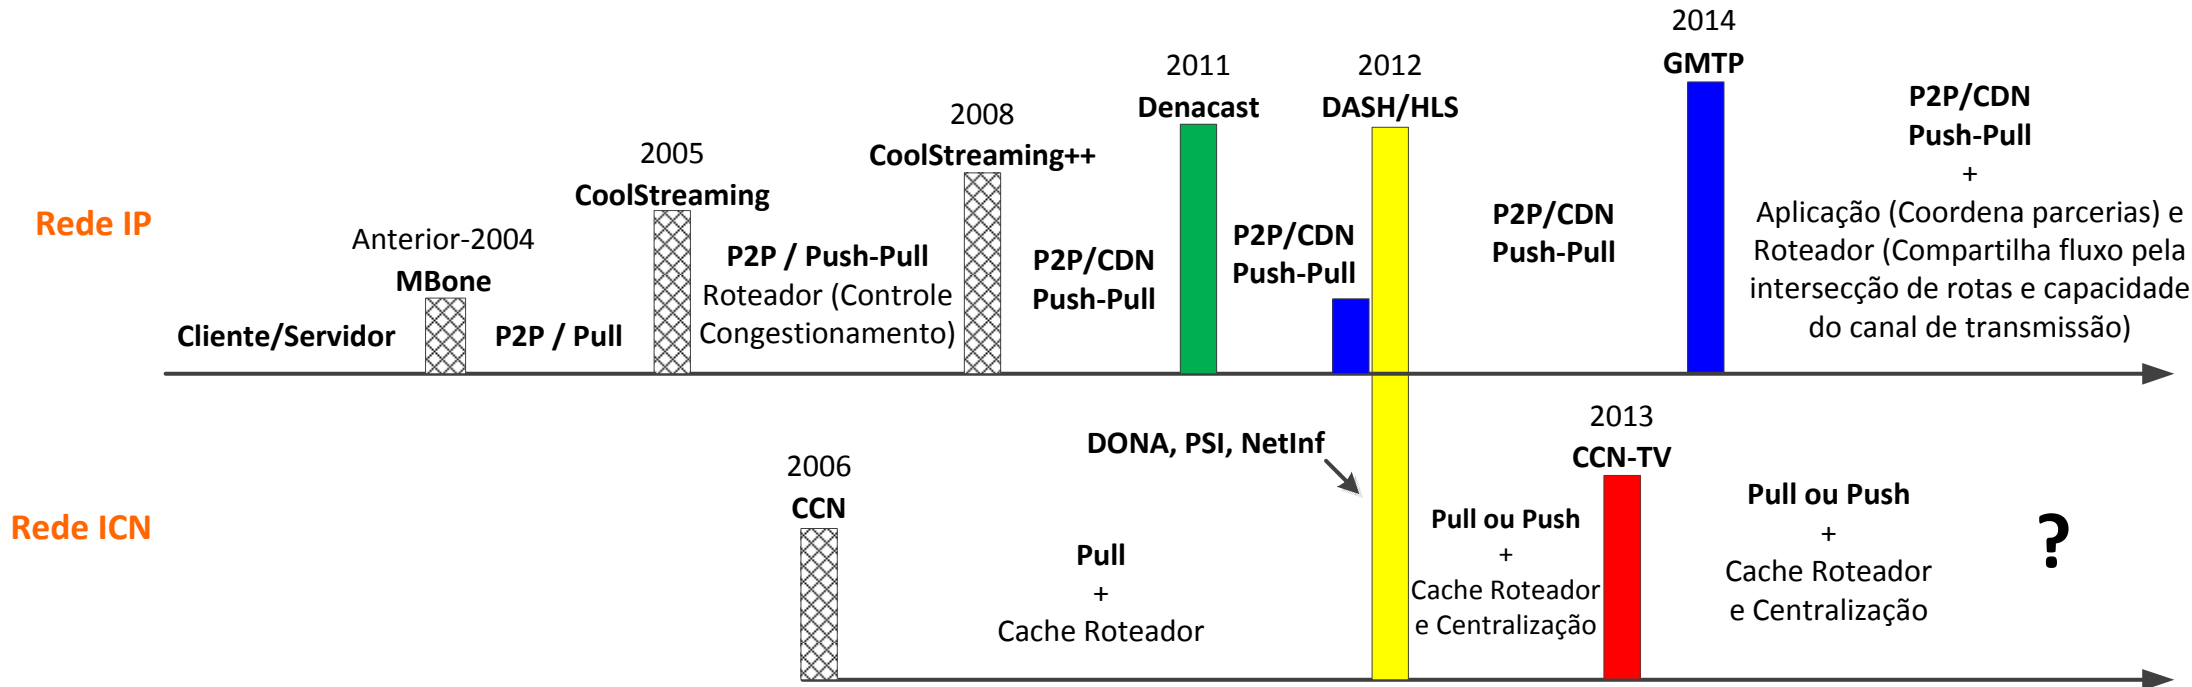 Rede IP
Cliente/Servidor
Anterior-2004
MBone
P2P / Pull
2005
CoolStreaming
P2P / Push-Pull
Roteador (Controle
Congestionamento)
2008
CoolStreaming++
P2P/CDN
Push-Pull
2011
Denacast
P2P/CDN
Push-Pull
2012
DASH/HLS
P2P/CDN
Push-Pull
2014
GMTP
P2P/CDN
Push-Pull
+
Aplicação (Coordena parcerias) e
Roteador (Compartilha fluxo pela
intersecção de rotas e capacidade
do canal de transmissão)
Rede ICN
2006
CCN
Pull
+
Cache Roteador
DONA, PSI, NetInf
Pull ou Push
+
Cache Roteador
e Centralização
2013
CCN-TV
Pull ou Push
+
Cache Roteador
e Centralização
?